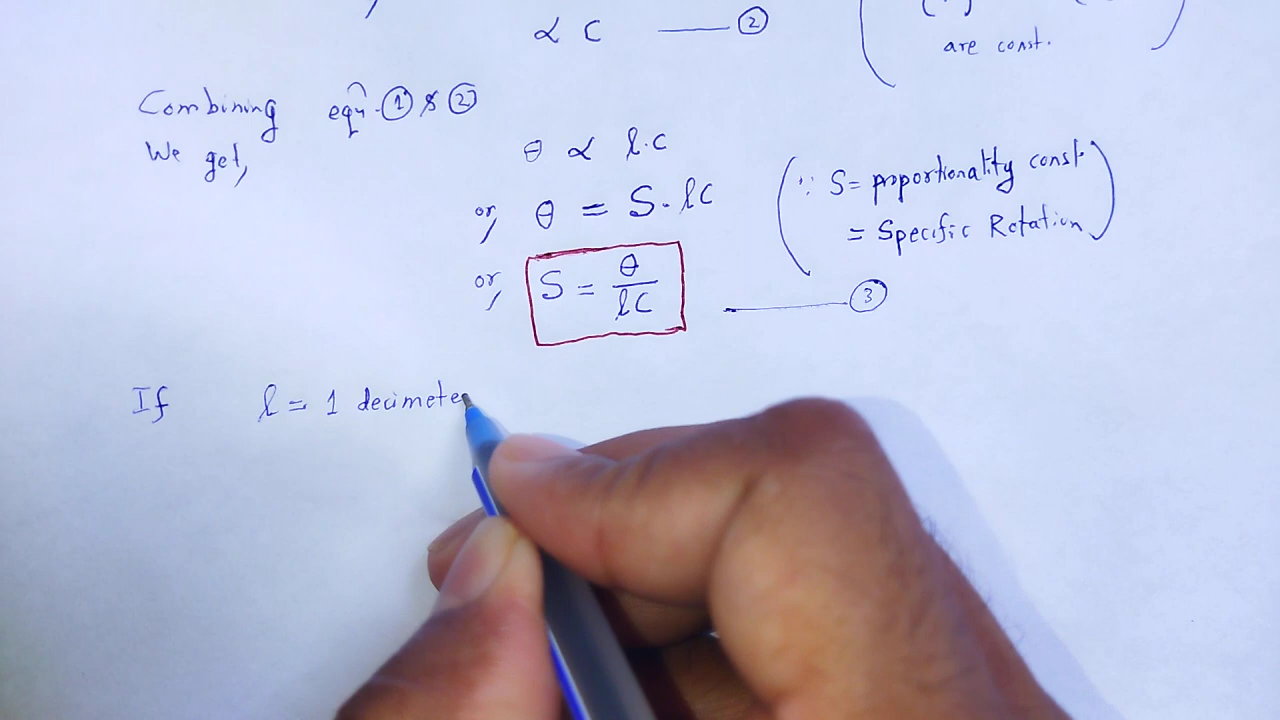 ∝ C —— ②
are const.
Combining eqn. ① & ②
We get,
θ ∝ l.C
or, θ = S. lC
(∵ S = proportionality const.
= Specific Rotation)
or, S = θ/lC —— ③
If l = 1 decimete